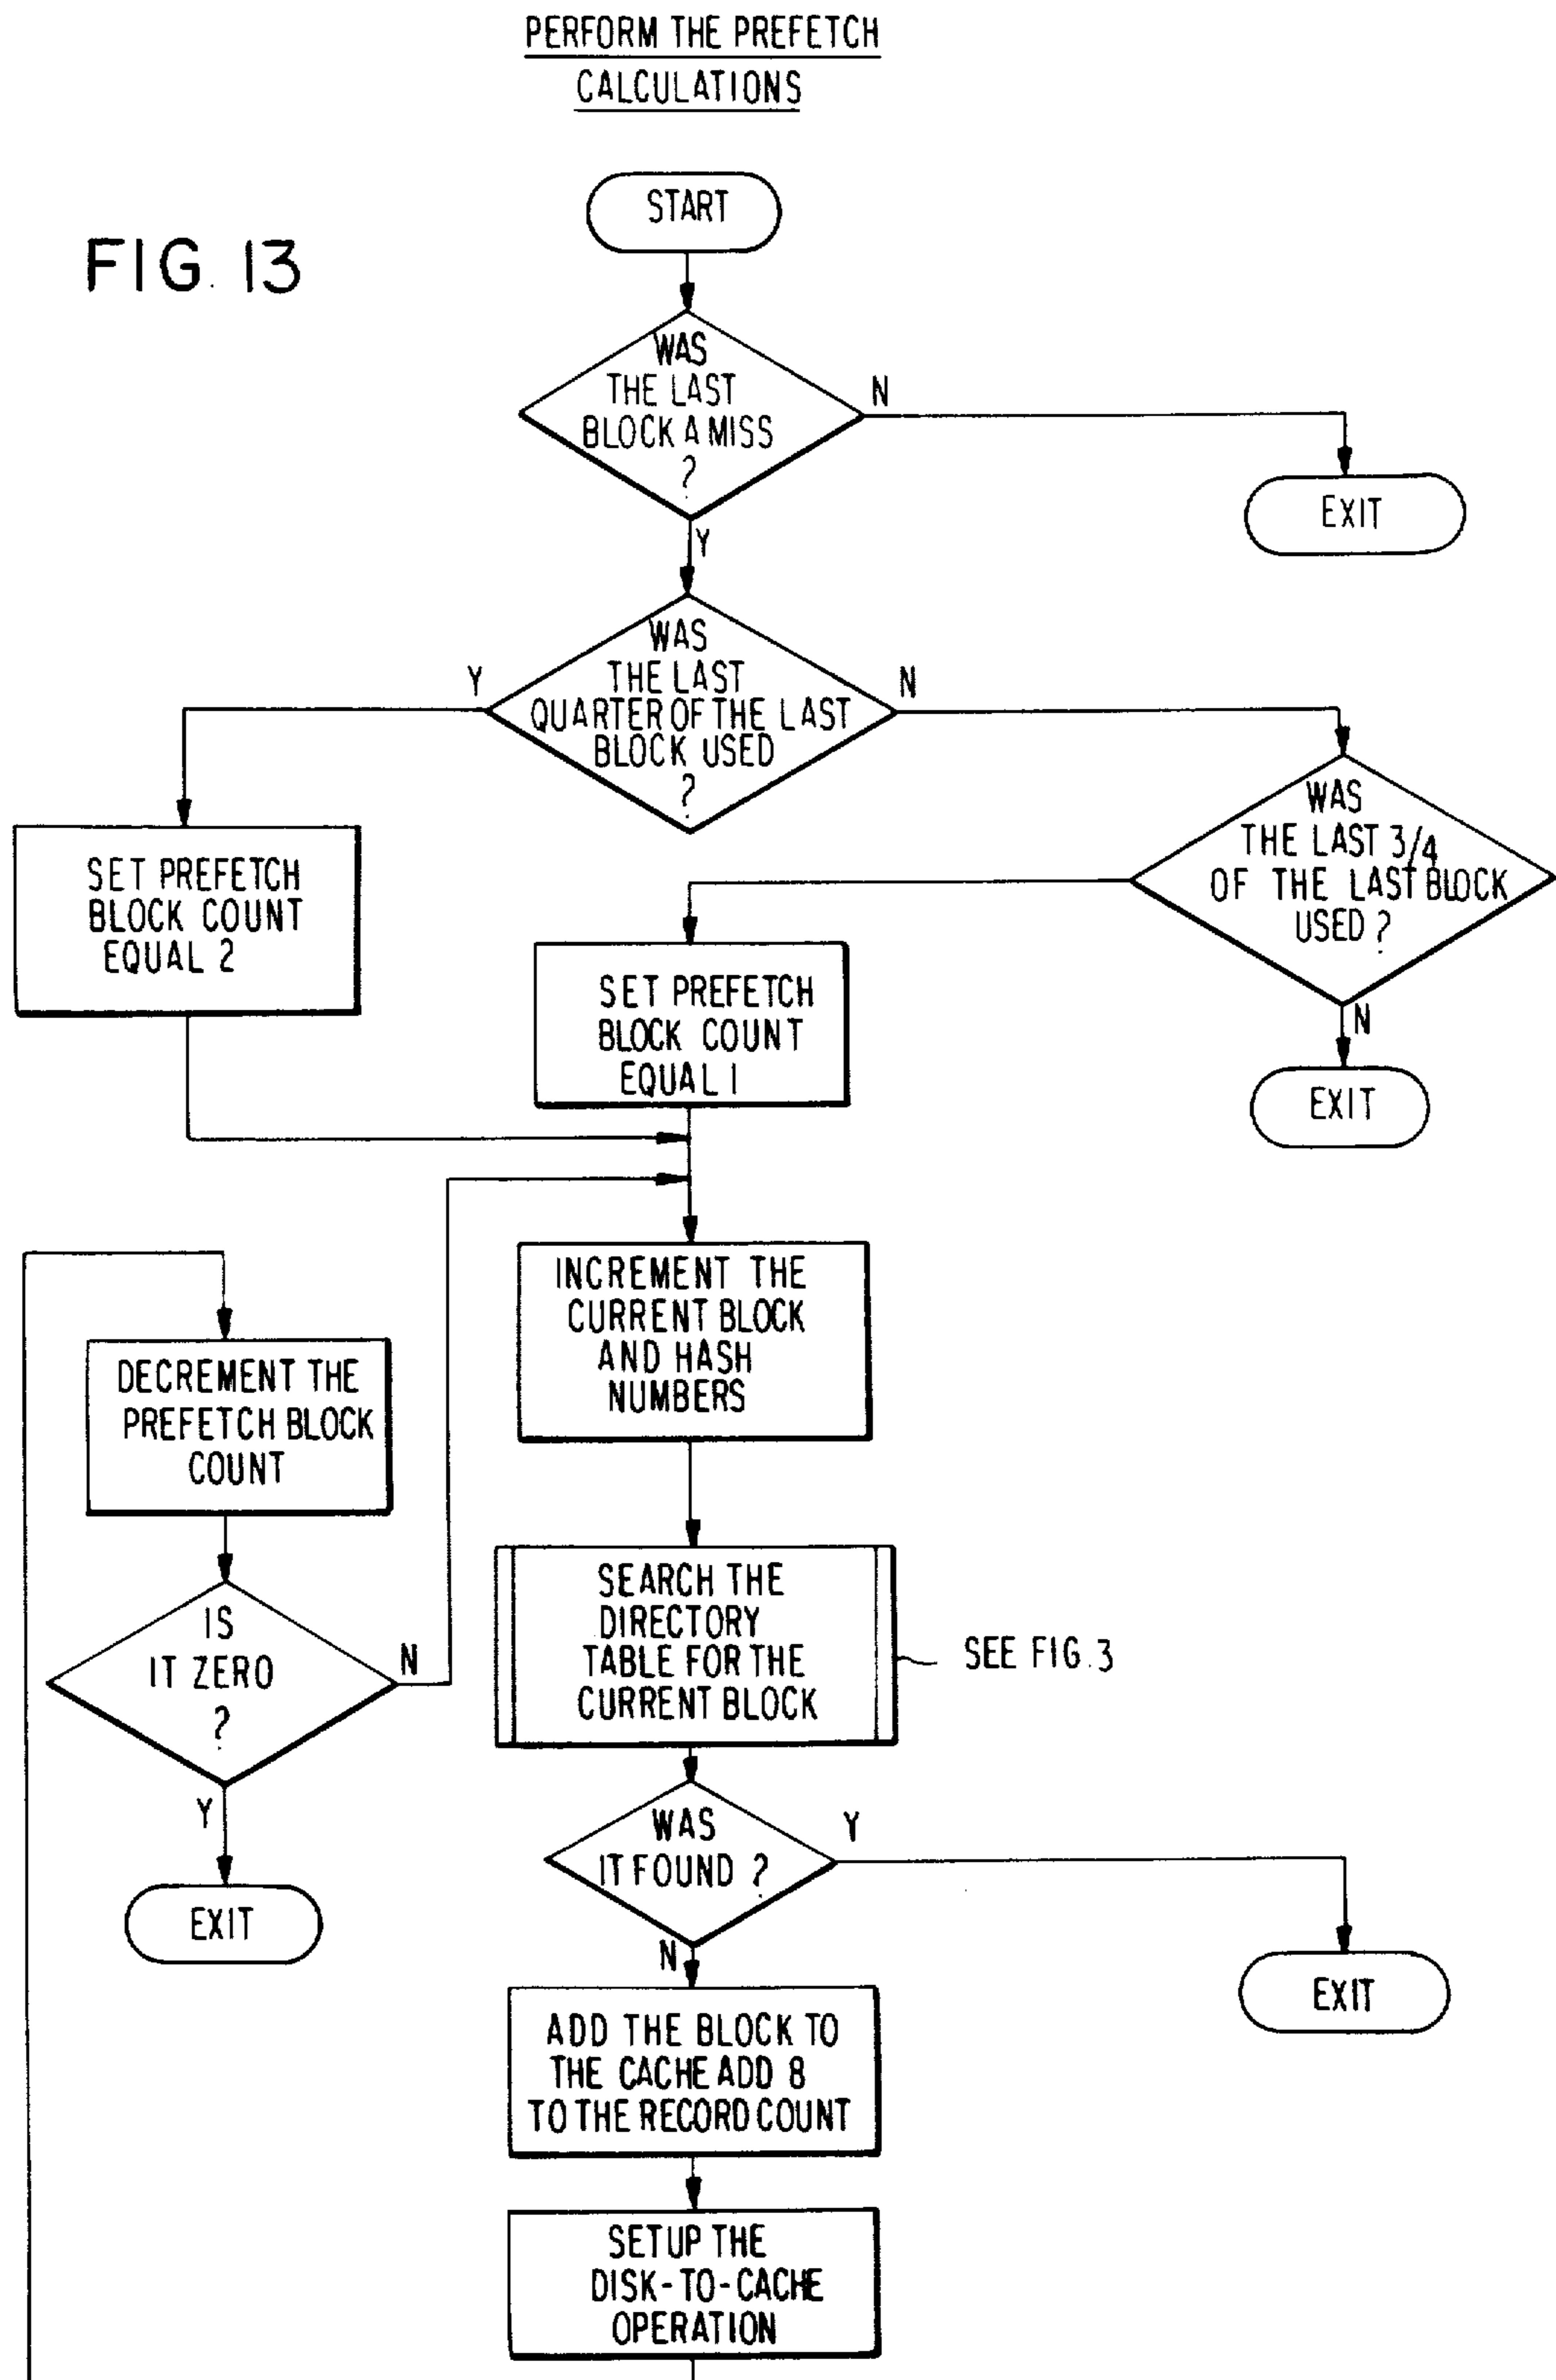 PERFORM THE PREFETCH
CALCULATIONS
START
FIG. 13
WAS
THE LAST
BLOCK A MISS
?
N
EXIT
Y
WAS
THE LAST
QUARTER OF THE LAST
BLOCK USED
?
Y
N
WAS
THE LAST 3/4
OF THE LAST BLOCK
USED ?
SET PREFETCH
BLOCK COUNT
EQUAL 2
SET PREFETCH
BLOCK COUNT
EQUAL 1
N
EXIT
INCREMENT THE
CURRENT BLOCK
AND HASH
NUMBERS
DECREMENT THE
PREFETCH BLOCK
COUNT
SEARCH THE
DIRECTORY
TABLE FOR THE
CURRENT BLOCK
SEE FIG. 3
IS
IT ZERO
?
N
Y
EXIT
WAS
IT FOUND ?
Y
N
EXIT
ADD THE BLOCK TO
THE CACHE ADD 8
TO THE RECORD COUNT
SETUP THE
DISK-TO-CACHE
OPERATION